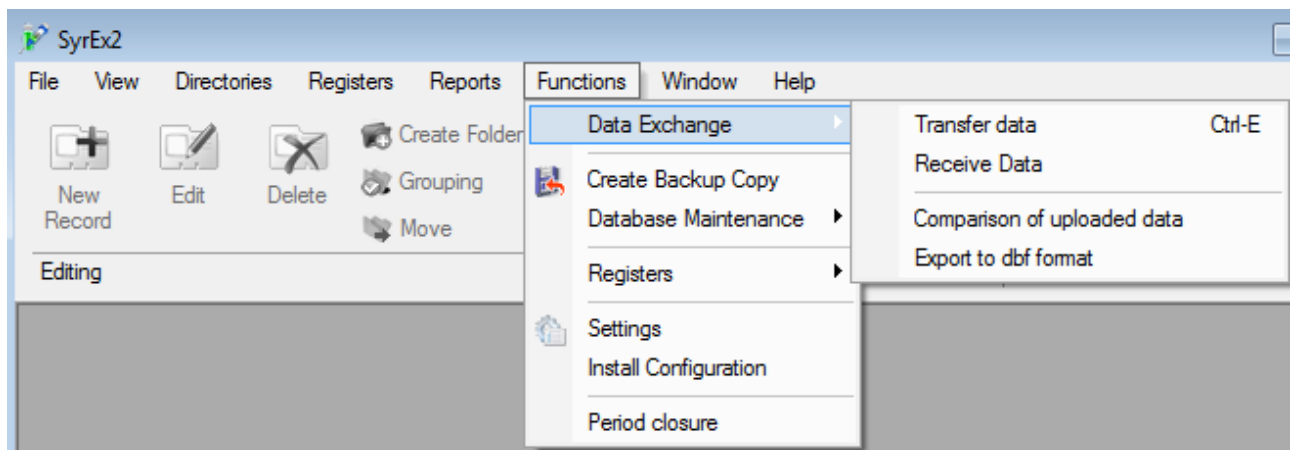 SyrEx2
File View Directories Registers Reports Functions Window Help
New Record
Edit
Delete
Create Folder
Grouping
Move
Editing
Data Exchange
Create Backup Copy
Database Maintenance
Registers
Settings
Install Configuration
Period closure
Transfer data Ctrl-E
Receive Data
Comparison of uploaded data
Export to dbf format